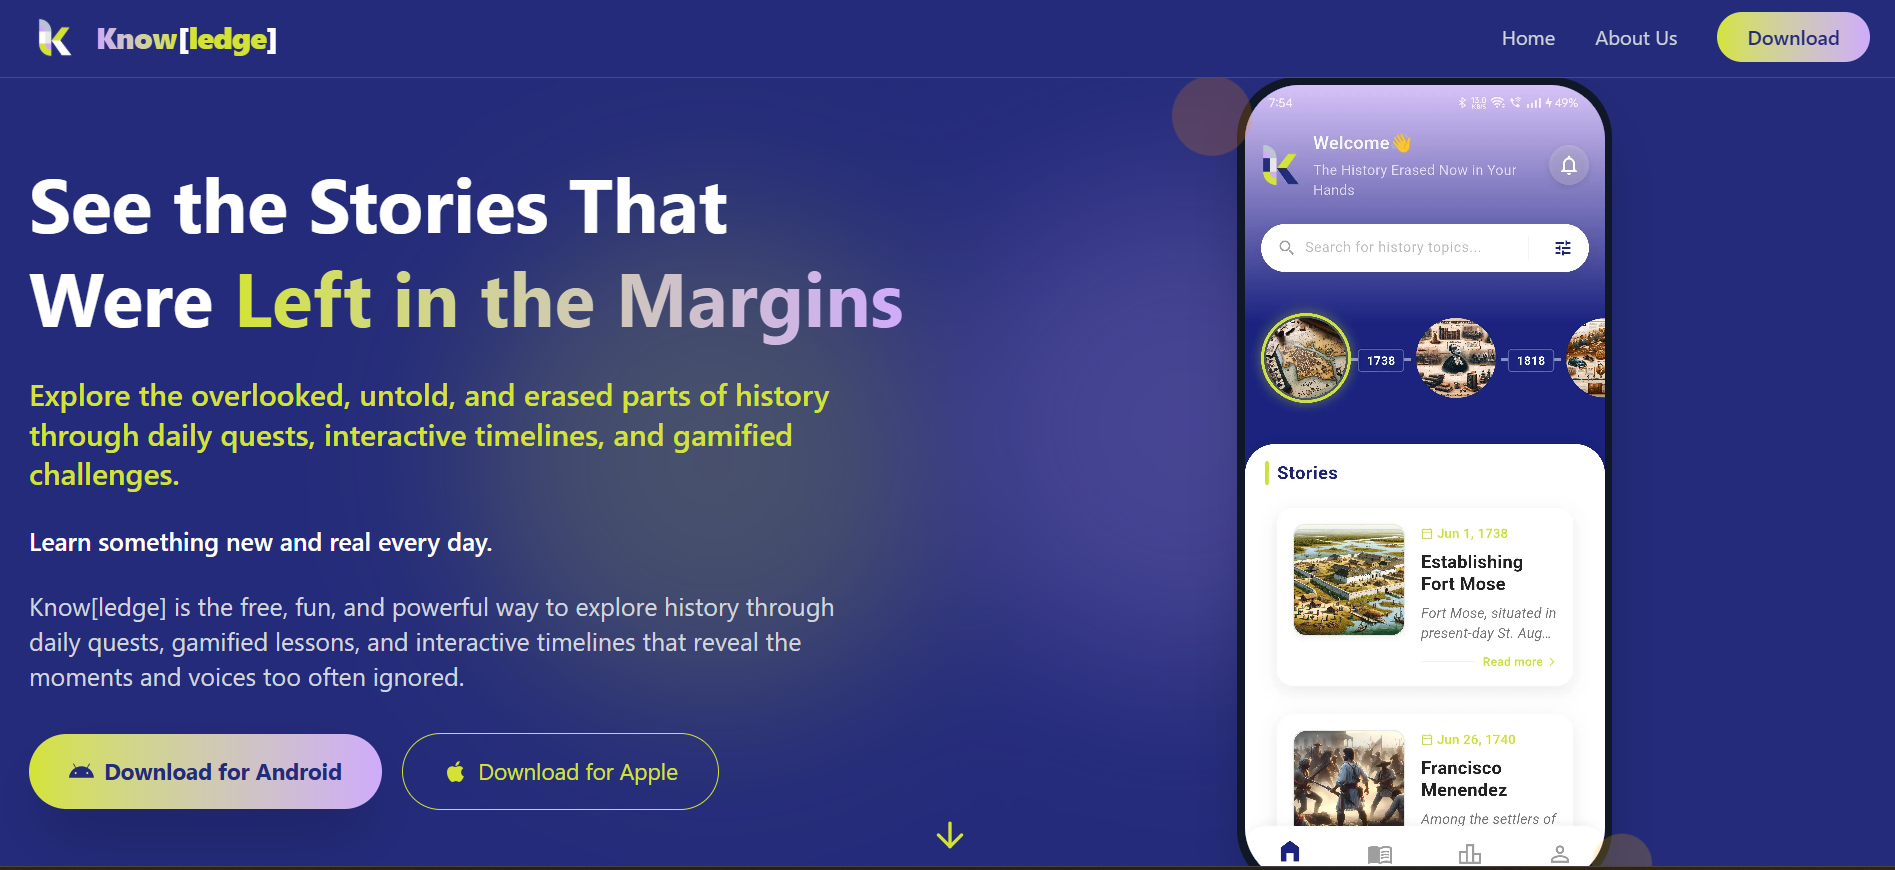 Know[ledge]
Home
About Us
Download
See the Stories That
Were Left in the Margins
Explore the overlooked, untold, and erased parts of history
through daily quests, interactive timelines, and gamified
challenges.
Learn something new and real every day.
Know[ledge] is the free, fun, and powerful way to explore history through
daily quests, gamified lessons, and interactive timelines that reveal the
moments and voices too often ignored.
Download for Android
Download for Apple
7:54
13.0
KB/S
49%
Welcome👋
The History Erased Now in Your
Hands
Search for history topics...
1738
1818
Stories
Jun 1, 1738
Establishing
Fort Mose
Fort Mose, situated in
present-day St. Aug...
Read more
Jun 26, 1740
Francisco
Menendez
Among the settlers of